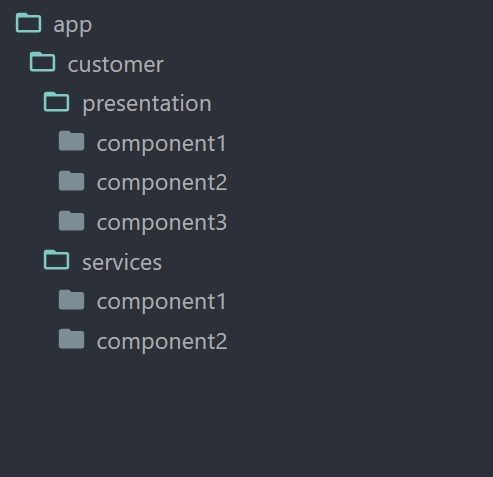 app
customer
presentation
component1
component2
component3
services
component1
component2